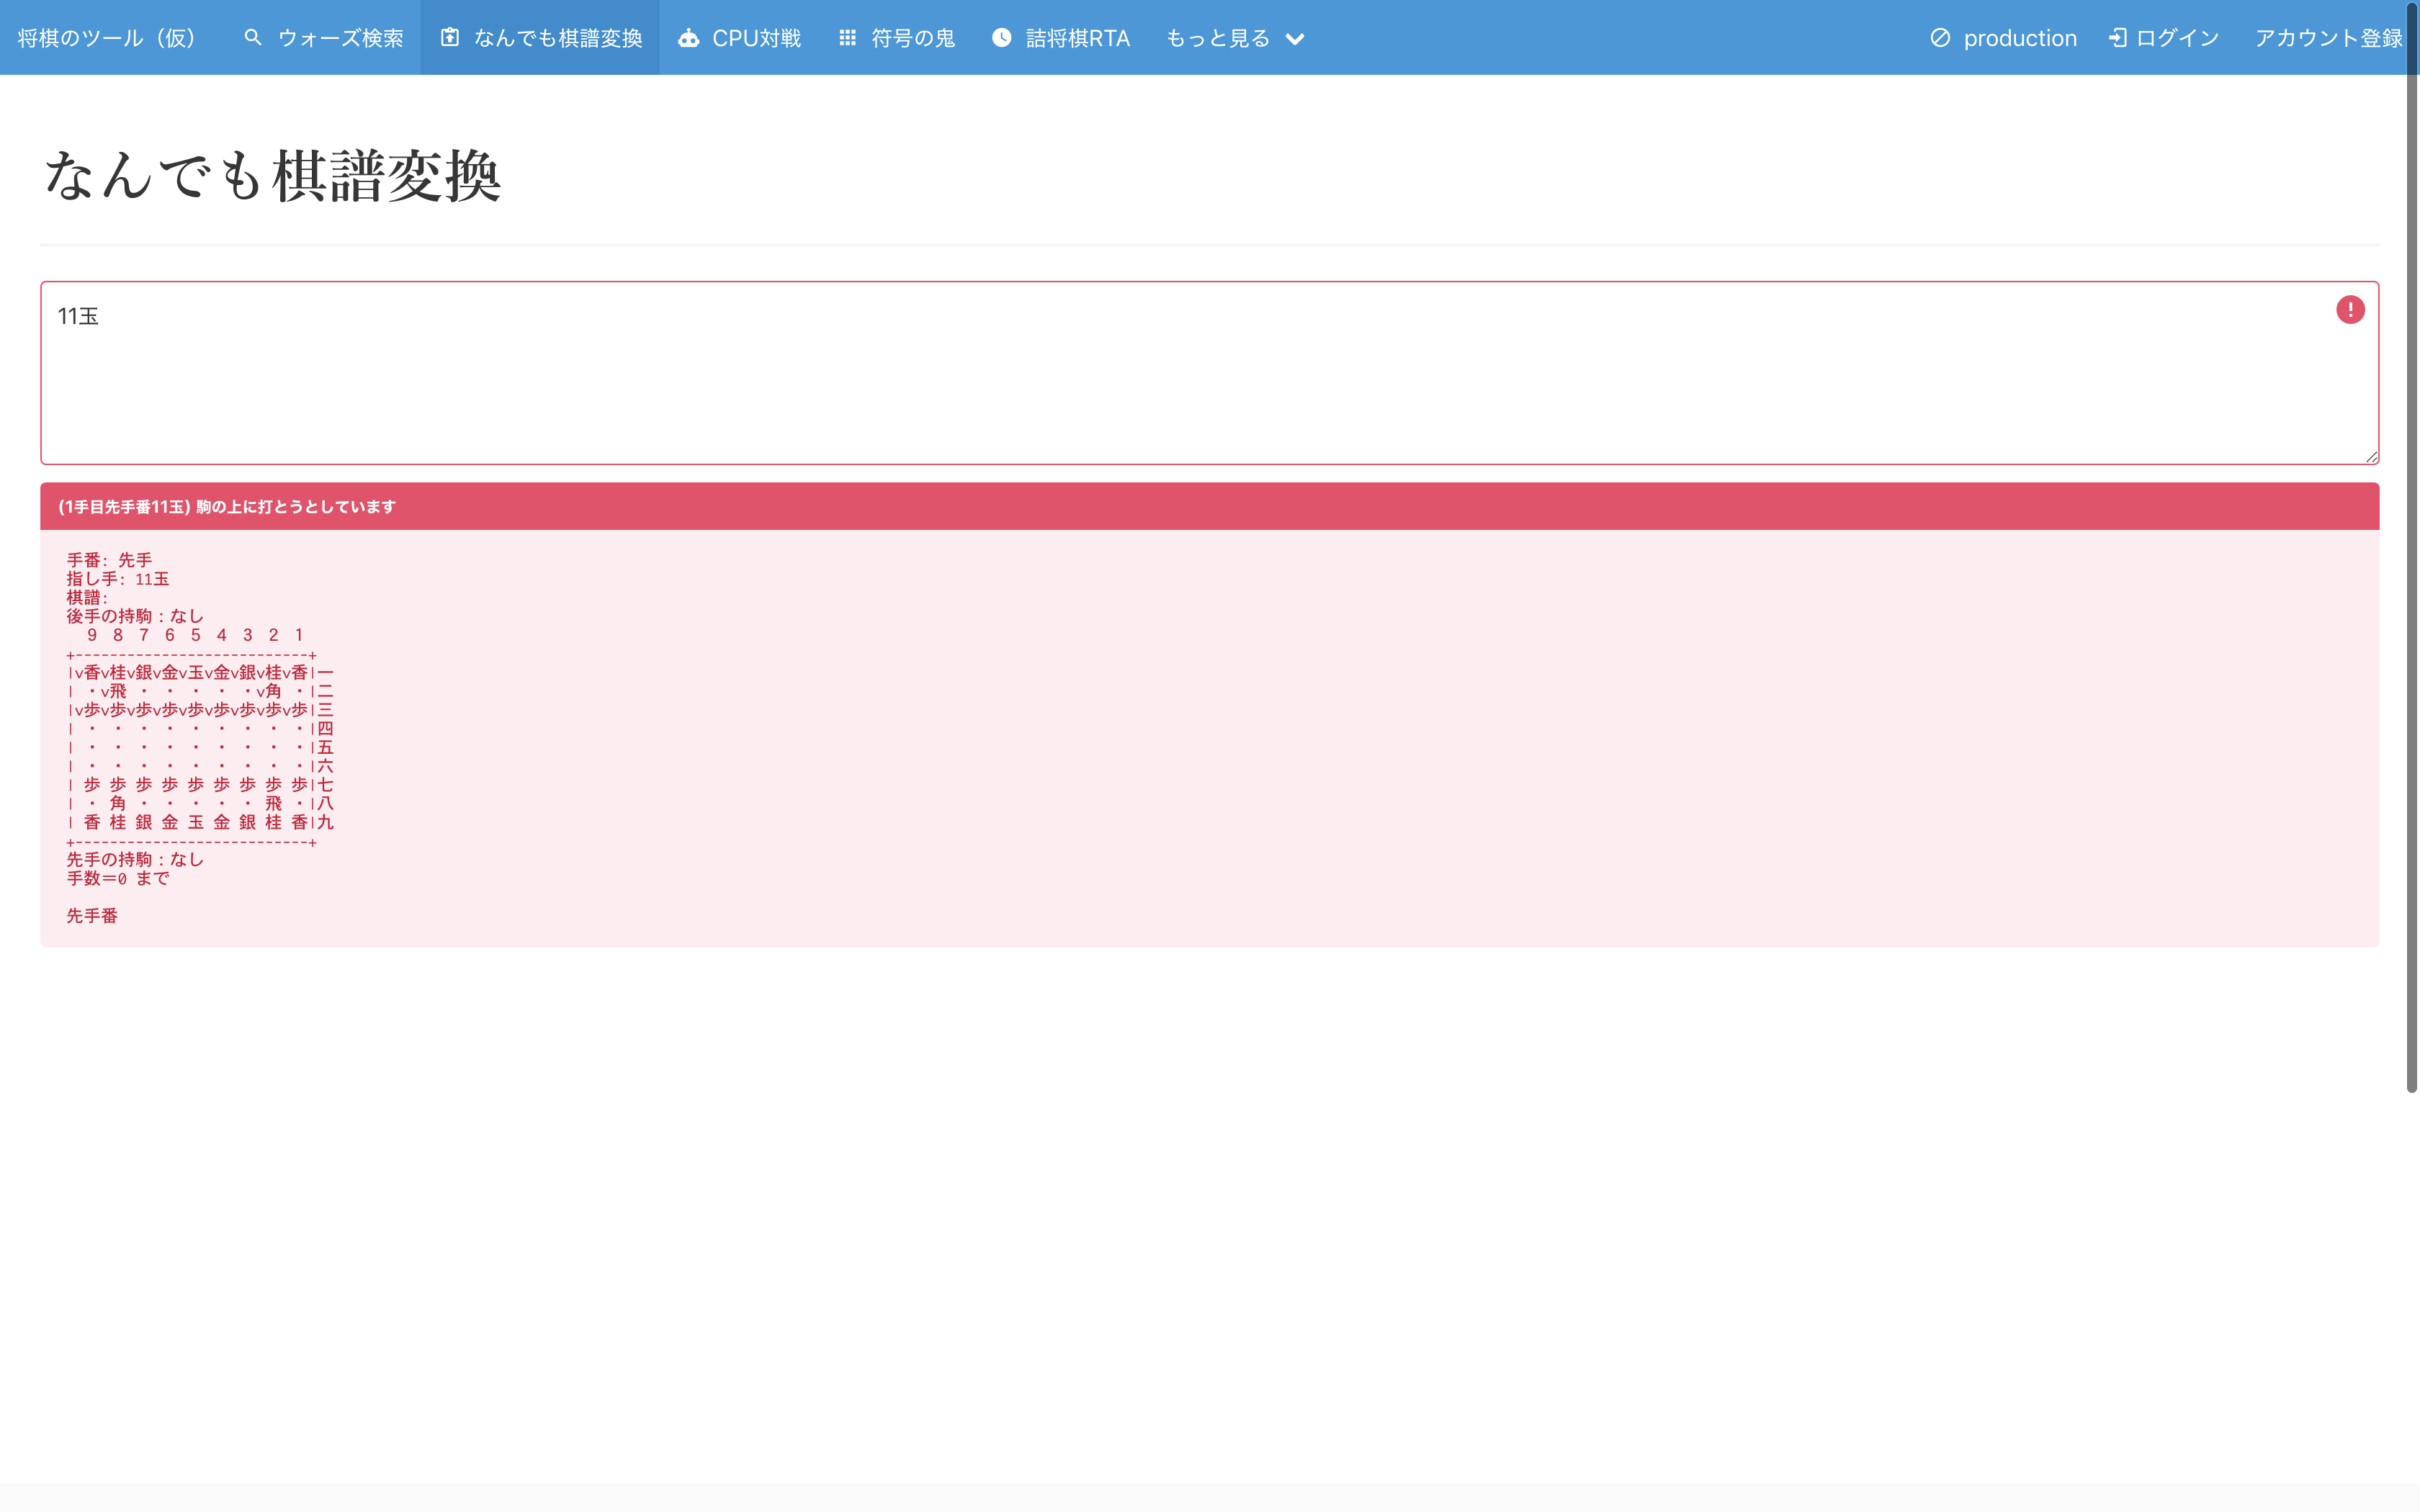 将棋のツール（仮） ウォーズ検索 なんでも棋譜変換 CPU対戦 符号の鬼 詰将棋RTA もっと見る production ログイン アカウント登録
なんでも棋譜変換
11玉
(1手目先手番11玉) 駒の上に打とうとしています
手番: 先手
指し手: 11玉
棋譜:
後手の持駒：なし
  9 8 7 6 5 4 3 2 1
+---------------------------+
|v香v桂v銀v金v玉v金v銀v桂v香|一
| ・v飛 ・ ・ ・ ・ ・v角 ・|二
|v歩v歩v歩v歩v歩v歩v歩v歩v歩|三
| ・ ・ ・ ・ ・ ・ ・ ・ ・|四
| ・ ・ ・ ・ ・ ・ ・ ・ ・|五
| ・ ・ ・ ・ ・ ・ ・ ・ ・|六
| 歩 歩 歩 歩 歩 歩 歩 歩 歩|七
| ・ 角 ・ ・ ・ ・ ・ 飛 ・|八
| 香 桂 銀 金 玉 金 銀 桂 香|九
+---------------------------+
先手の持駒：なし
手数＝0 まで
先手番